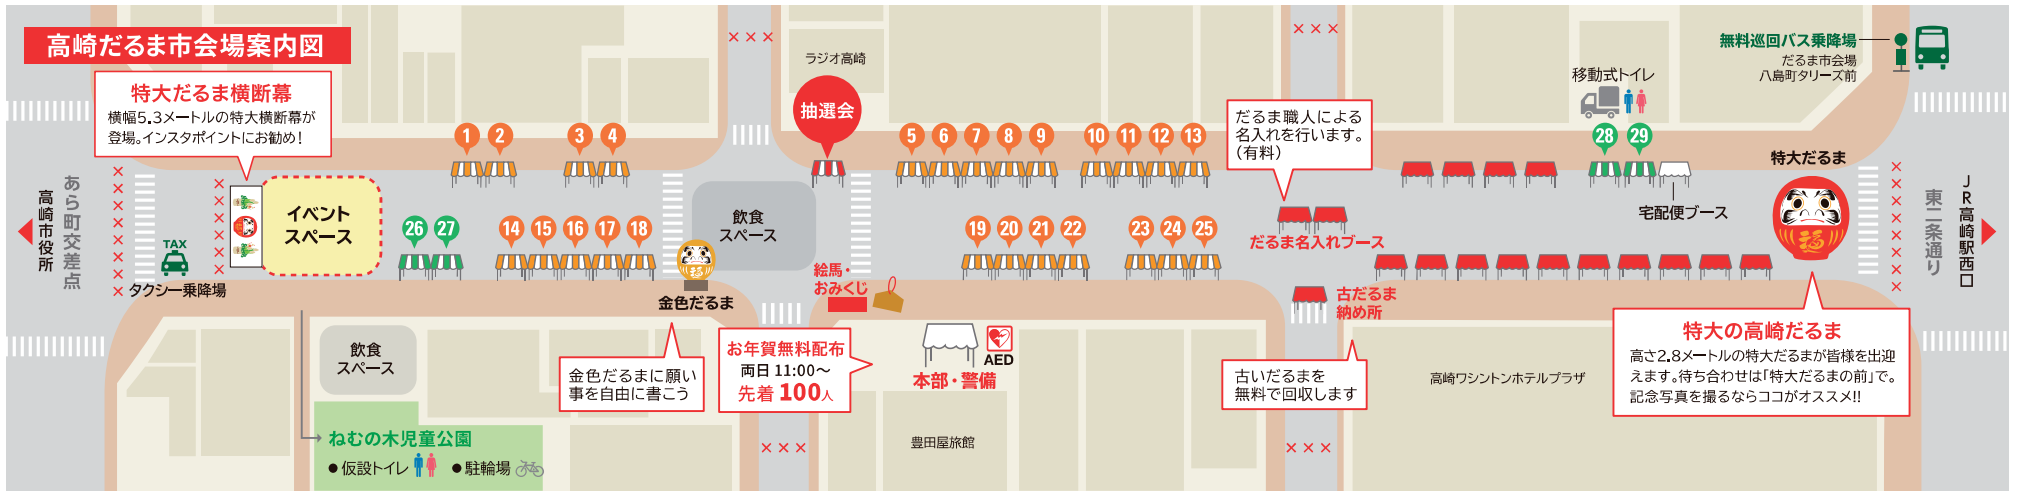 高崎だるま市会場案内図
特大だるま横断幕
横幅5.3メートルの特大横断幕が
登場。インスタポイントにお勧め！
高崎市役所
あら町交差点
TAX
タクシー乗降場
イベント
スペース
1
2
3
4
26
27
14
15
16
17
18
ラジオ高崎
抽選会
飲食
スペース
金色だるま
金色だるまに願い
事を自由に書こう
飲食
スペース
ねむの木児童公園
●仮設トイレ
●駐輪場
絵馬・
おみくじ
お年賀無料配布
両日 11:00〜
先着 100人
5
6
7
8
9
10
11
12
13
19
20
21
22
23
24
25
本部・警備
AED
豊田屋旅館
だるま職人による
名入れを行います。
（有料）
だるま名入れブース
古だるま
納め所
古いだるまを
無料で回収します
高崎ワシントンホテルプラザ
移動式トイレ
28
29
宅配便ブース
無料巡回バス乗降場
だるま市会場
八島町タリーズ前
特大だるま
特大の高崎だるま
高さ2.8メートルの特大だるまが皆様を出迎
えます。待ち合わせは「特大だるまの前」で。
記念写真を撮るならココがオススメ!!
東二条通り
JR高崎駅西口
福